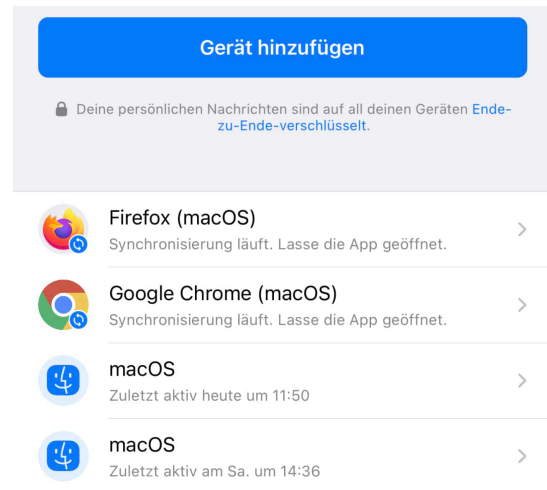 Gerät hinzufügen
Deine persönlichen Nachrichten sind auf all deinen Geräten Ende-
zu-Ende-verschlüsselt.
Firefox (macOS)
Synchronisierung läuft. Lasse die App geöffnet.
Google Chrome (macOS)
Synchronisierung läuft. Lasse die App geöffnet.
macOS
Zuletzt aktiv heute um 11:50
macOS
Zuletzt aktiv am Sa. um 14:36